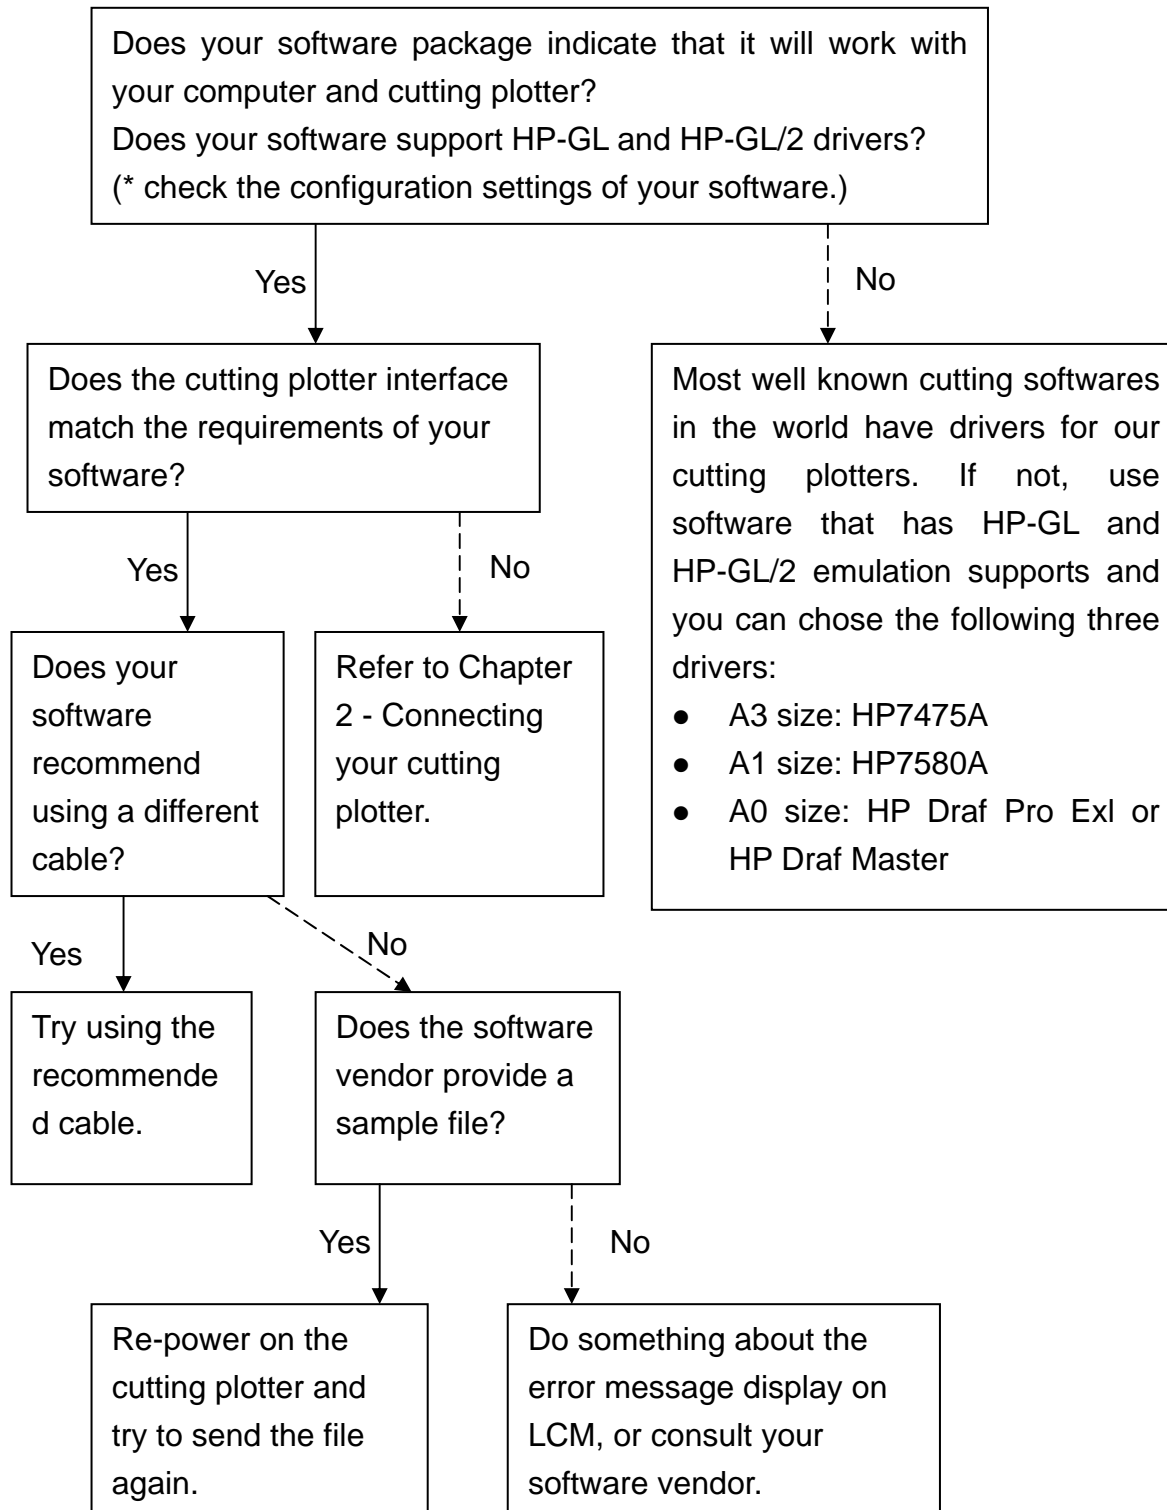 Does your software package indicate that it will work with
your computer and cutting plotter?
Does your software support HP-GL and HP-GL/2 drivers?
(* check the configuration settings of your software.)
Yes
No
Does the cutting plotter interface
match the requirements of your
software?
Most well known cutting softwares
in the world have drivers for our
cutting plotters. If not, use
software that has HP-GL and
HP-GL/2 emulation supports and
you can chose the following three
drivers:
● A3 size: HP7475A
● A1 size: HP7580A
● A0 size: HP Draf Pro Exl or
HP Draf Master
Yes
No
Does your
software
recommend
using a different
cable?
Refer to Chapter
2 - Connecting
your cutting
plotter.
Yes
No
Try using the
recommende
d cable.
Does the software
vendor provide a
sample file?
Yes
No
Re-power on the
cutting plotter and
try to send the file
again.
Do something about the
error message display on
LCM, or consult your
software vendor.